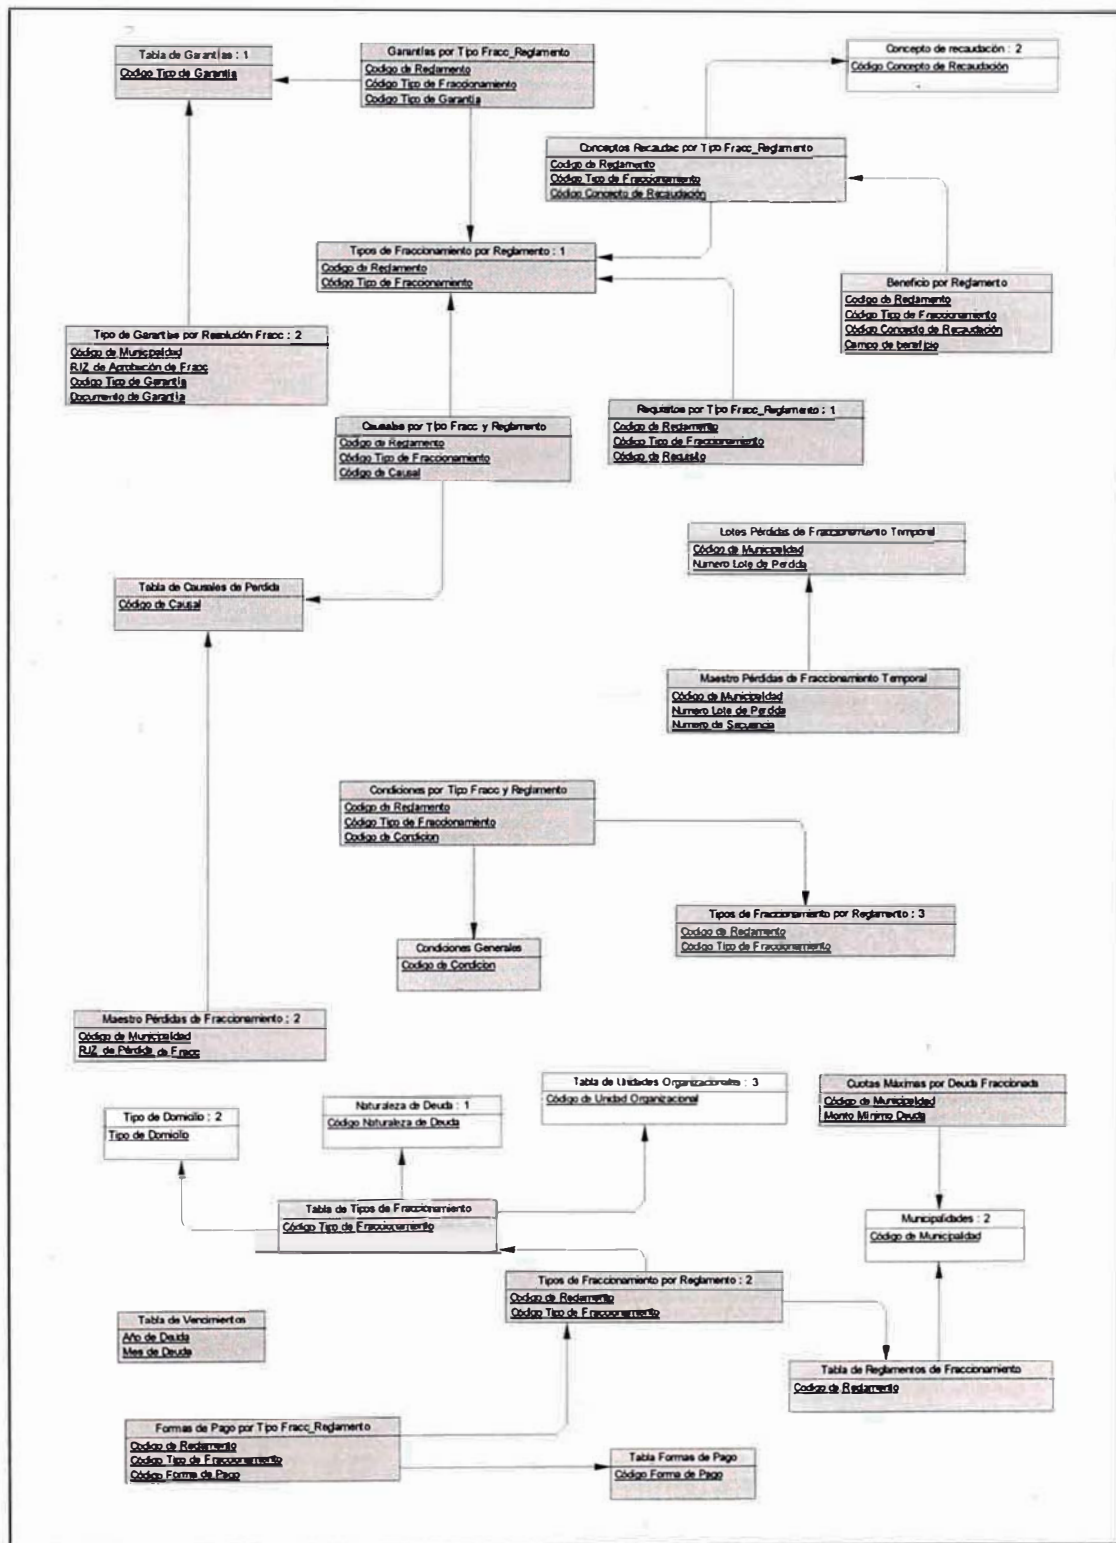 Tabla de Garantías : 1
Codigo Tipo de Garantía
Garantías por Tipo Fracc_Reglamento
Codigo de Reglamento
Código Tipo de Fraccionamiento
Codigo Tipo de Garantía
Concepto de recaudación : 2
Código Concepto de Recaudación
Conceptos Recaudac por Tipo Fracc_Reglamento
Codigo de Reglamento
Código Tipo de Fraccionamiento
Código Concepto de Recaudación
Tipos de Fraccionamiento por Reglamento : 1
Codigo de Reglamento
Código Tipo de Fraccionamiento
Beneficio por Reglamento
Codigo de Reglamento
Código Tipo de Fraccionamiento
Código Concepto de Recaudación
Campo de beneficio
Tipo de Garantías por Resolución Fracc : 2
Código de Municipalidad
RJZ de Aprobación de Fracc
Codigo Tipo de Garantía
Documento de Garantía
Causales por Tipo Fracc y Reglamento
Codigo de Reglamento
Código Tipo de Fraccionamiento
Código de Causal
Requisitos por Tipo Fracc_Reglamento : 1
Codigo de Reglamento
Código Tipo de Fraccionamiento
Código de Requisito
Lotes Pérdidas de Fraccionamiento Temporal
Código de Municipalidad
Numero Lote de Perdida
Tabla de Causales de Perdida
Código de Causal
Maestro Pérdidas de Fraccionamiento Temporal
Código de Municipalidad
Numero Lote de Perdida
Numero de Secuencia
Condiciones por Tipo Fracc y Reglamento
Codigo de Reglamento
Código Tipo de Fraccionamiento
Codigo de Condicion
Tipos de Fraccionamiento por Reglamento : 3
Codigo de Reglamento
Código Tipo de Fraccionamiento
Condiciones Generales
Codigo de Condicion
Maestro Pérdidas de Fraccionamiento : 2
Código de Municipalidad
RJZ de Pérdida de Fracc
Tabla de Unidades Organizacionales : 3
Código de Unidad Organizacional
Cuotas Máximas por Deuda Fraccionada
Código de Municipalidad
Monto Mínimo Deuda
Tipo de Domicilio : 2
Tipo de Domicilio
Naturaleza de Deuda : 1
Código Naturaleza de Deuda
Tabla de Tipos de Fraccionamiento
Código Tipo de Fraccionamiento
Municipalidades : 2
Código de Municipalidad
Tipos de Fraccionamiento por Reglamento : 2
Codigo de Reglamento
Código Tipo de Fraccionamiento
Tabla de Vencimientos
Año de Deuda
Mes de Deuda
Tabla de Reglamentos de Fraccionamiento
Codigo de Reglamento
Formas de Pago por Tipo Fracc_Reglamento
Codigo de Reglamento
Código Tipo de Fraccionamiento
Código Forma de Pago
Tabla Formas de Pago
Código Forma de Pago